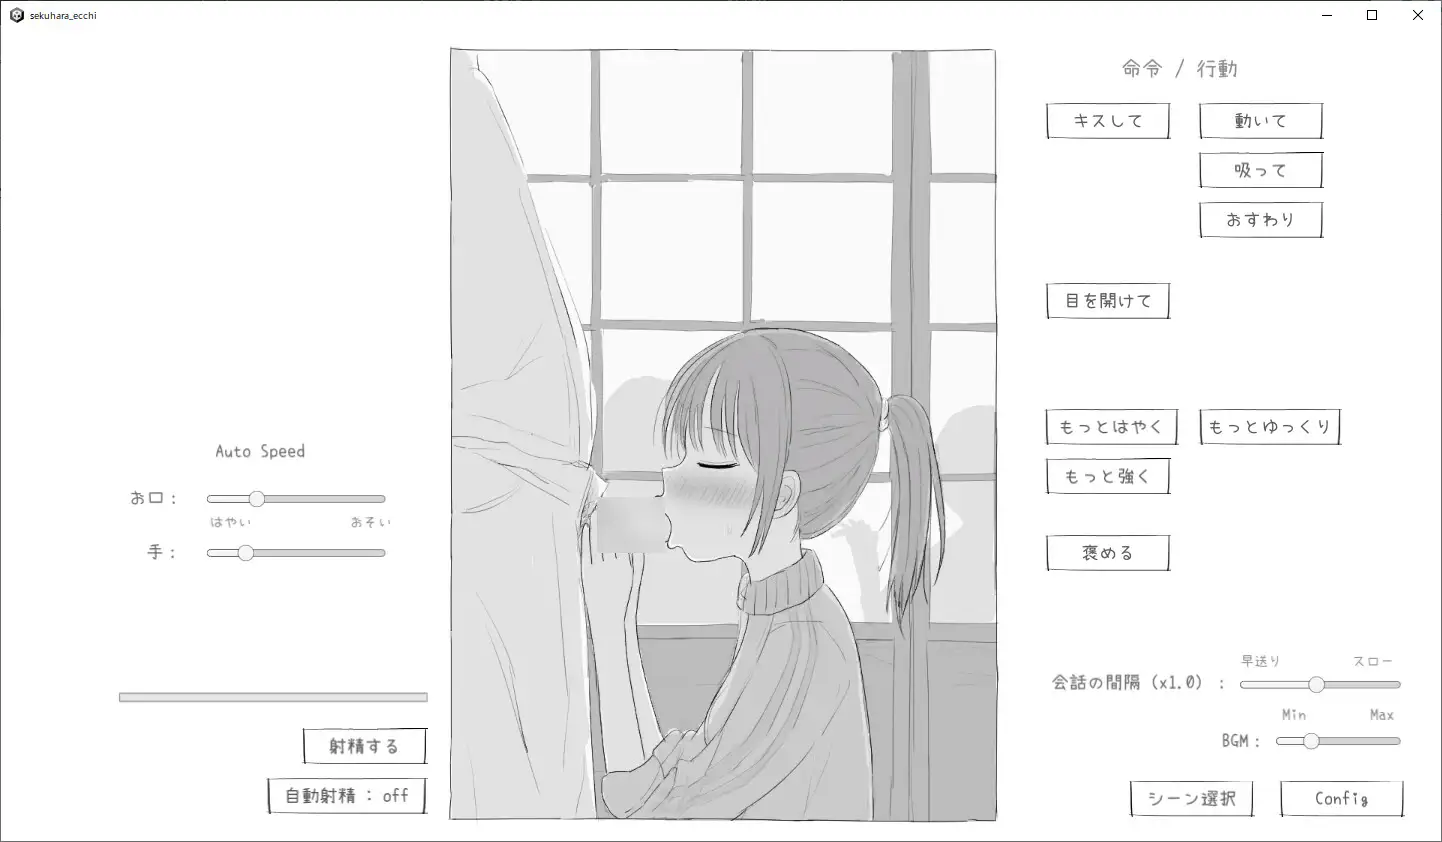 sekuhara_ecchi
命令 / 行動
キスして
動いて
吸って
おすわり
目を開けて
もっとはやく
もっとゆっくり
もっと強く
褒める
Auto Speed
お口：
はやい
おそい
手：
射精する
自動射精 : off
早送り
スロー
会話の間隔 (x1.0) :
Min
Max
BGM :
シーン選択
Config